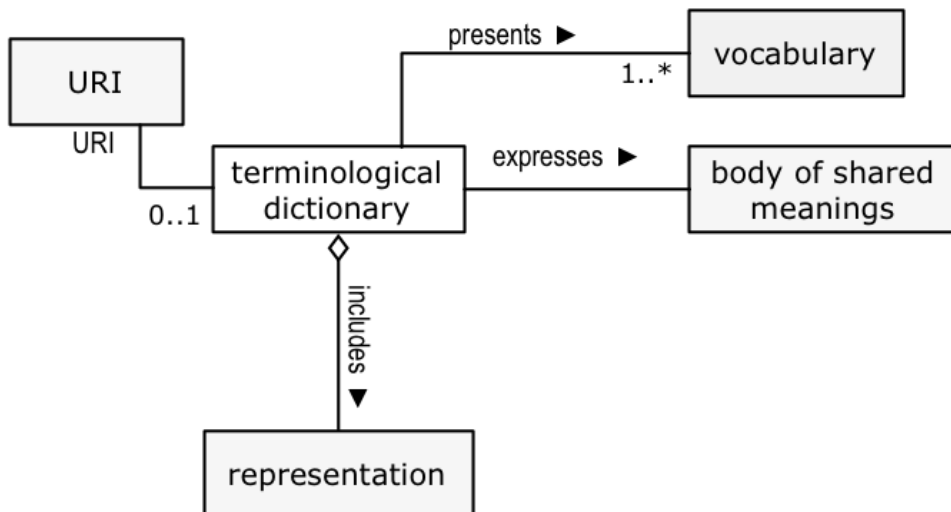 presents ►
vocabulary
1..*
URI
URI
terminological
dictionary
expresses ►
body of shared
meanings
0..1
includes ▼
representation